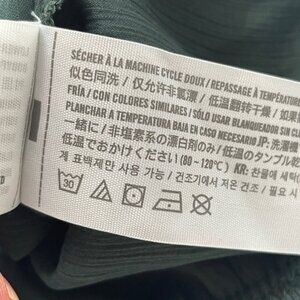 SÉCHER À LA MACHINE CYCLE DOUX / REPASSAGE À TEMPÉRATU
似色同洗 / 仅允许非氯漂 / 低温翻转干燥 / 如果
FRÍA / CON COLORES SIMILARES / SÓLO USAR BLANQUEADOR SIN C
PLANCHAR A TEMPERATURA BAJA EN CASO NECESARIO JP: 洗濯機
一緒に / 非塩素系の漂白剤のみ / 低温のタンブル
低温でおかけください (80 – 120℃) KR: 찬물에 세탁
계 표백제만 사용 가능 / 건조기에서 저온 건조 / 필요
30